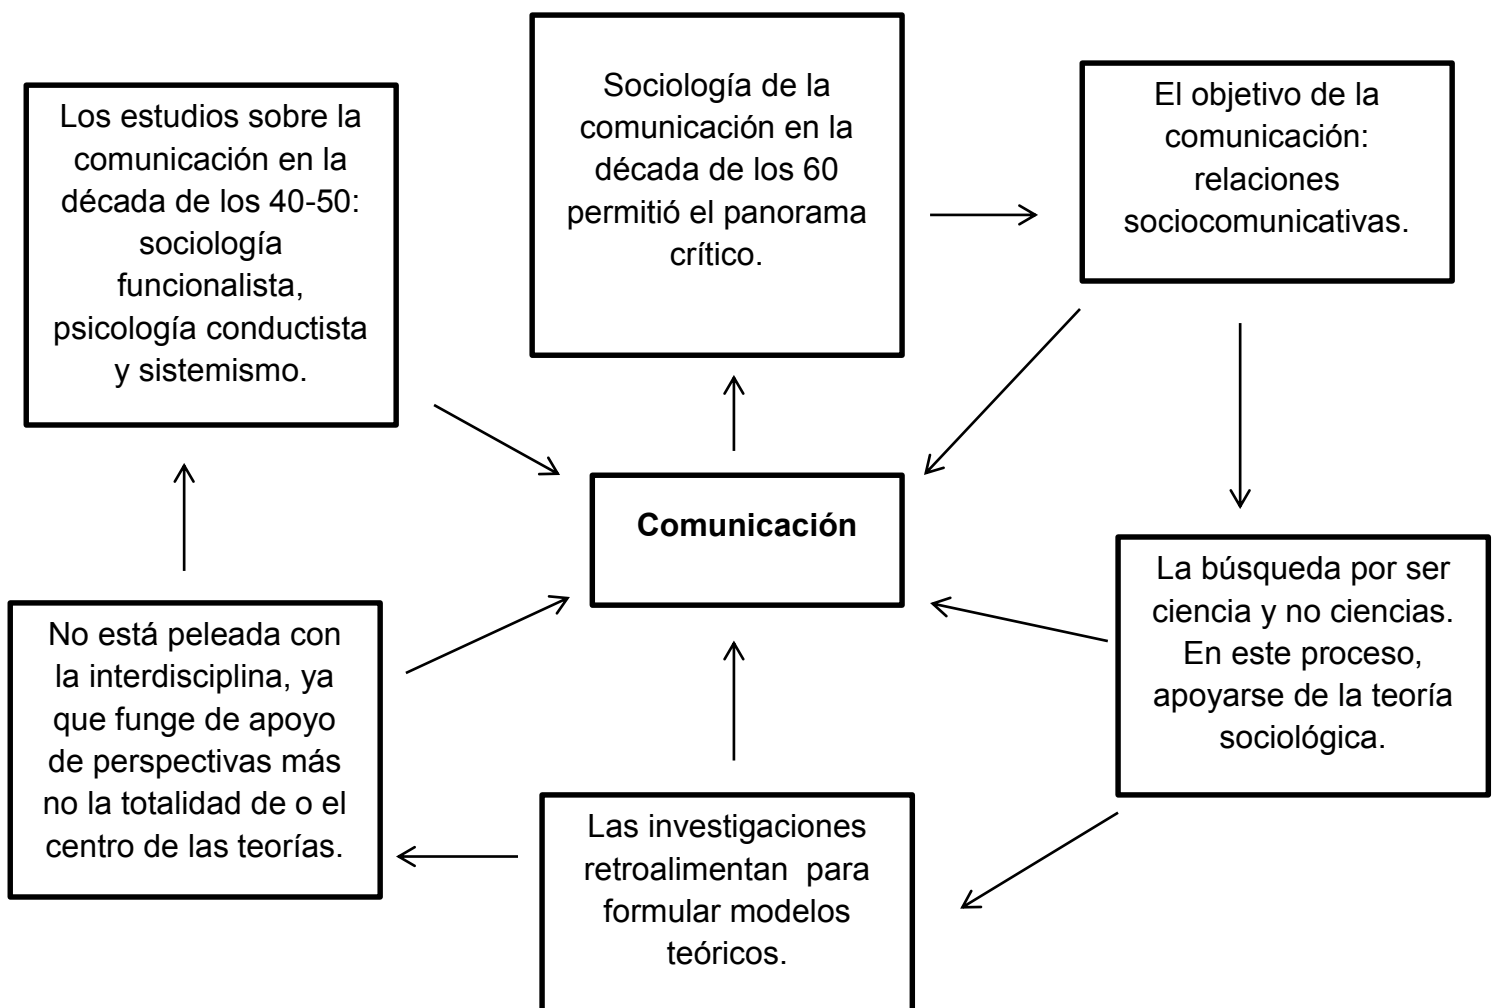 Los estudios sobre la
comunicación en la
década de los 40-50:
sociología
funcionalista,
psicología conductista
y sistemismo.
Sociología de la
comunicación en la
década de los 60
permitió el panorama
crítico.
El objetivo de la
comunicación:
relaciones
sociocomunicativas.
Comunicación
No está peleada con
la interdisciplina, ya
que funge de apoyo
de perspectivas más
no la totalidad de o el
centro de las teorías.
Las investigaciones
retroalimentan para
formular modelos
teóricos.
La búsqueda por ser
ciencia y no ciencias.
En este proceso,
apoyarse de la teoría
sociológica.